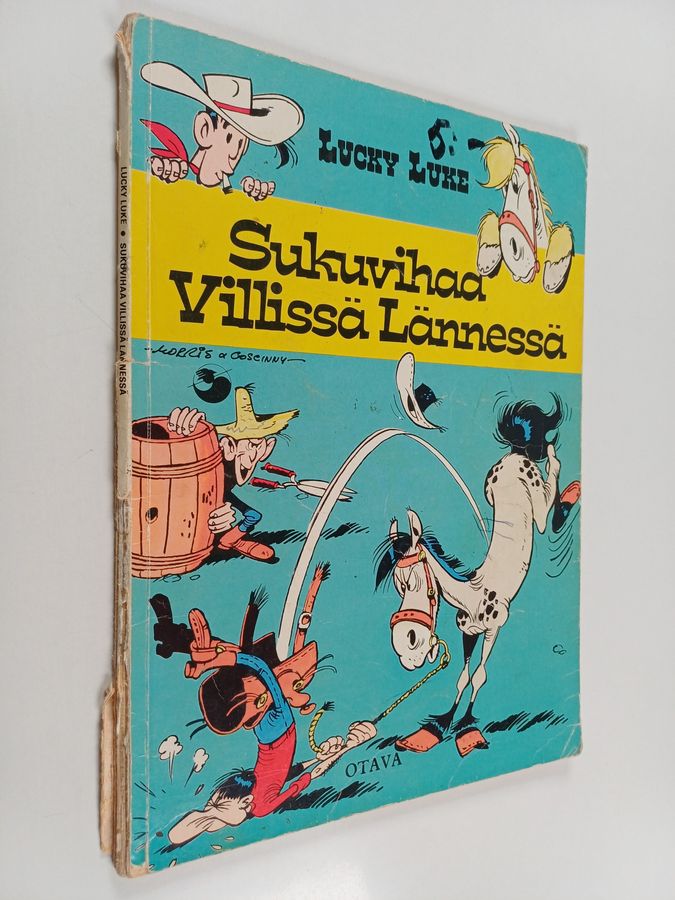 LUCKY LUKE
Sukuvihaa
Villissä Lännessä
MORRIS & GOSCINNY
OTAVA
LUCKY LUKE • SUKUVIHAA VILLISSÄ LÄNNESSÄ